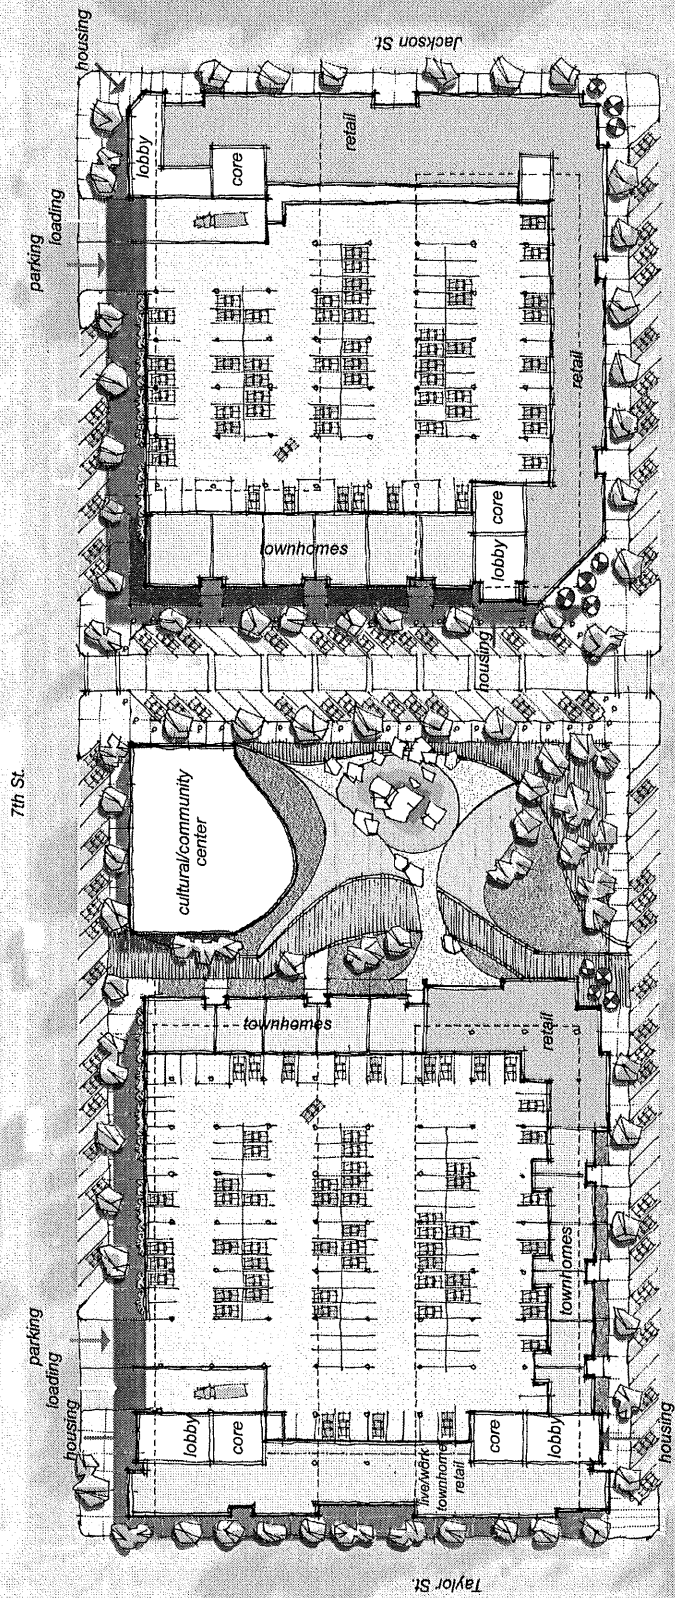 Jackson St.
housing
lobby
core
retail
parking
loading
retail
townhomes
core
lobby
housing
7th St.
cultural/community
center
townhomes
retail
townhomes
parking
loading
housing
lobby
core
live/work
townhome
retail
core
lobby
housing
Taylor St.